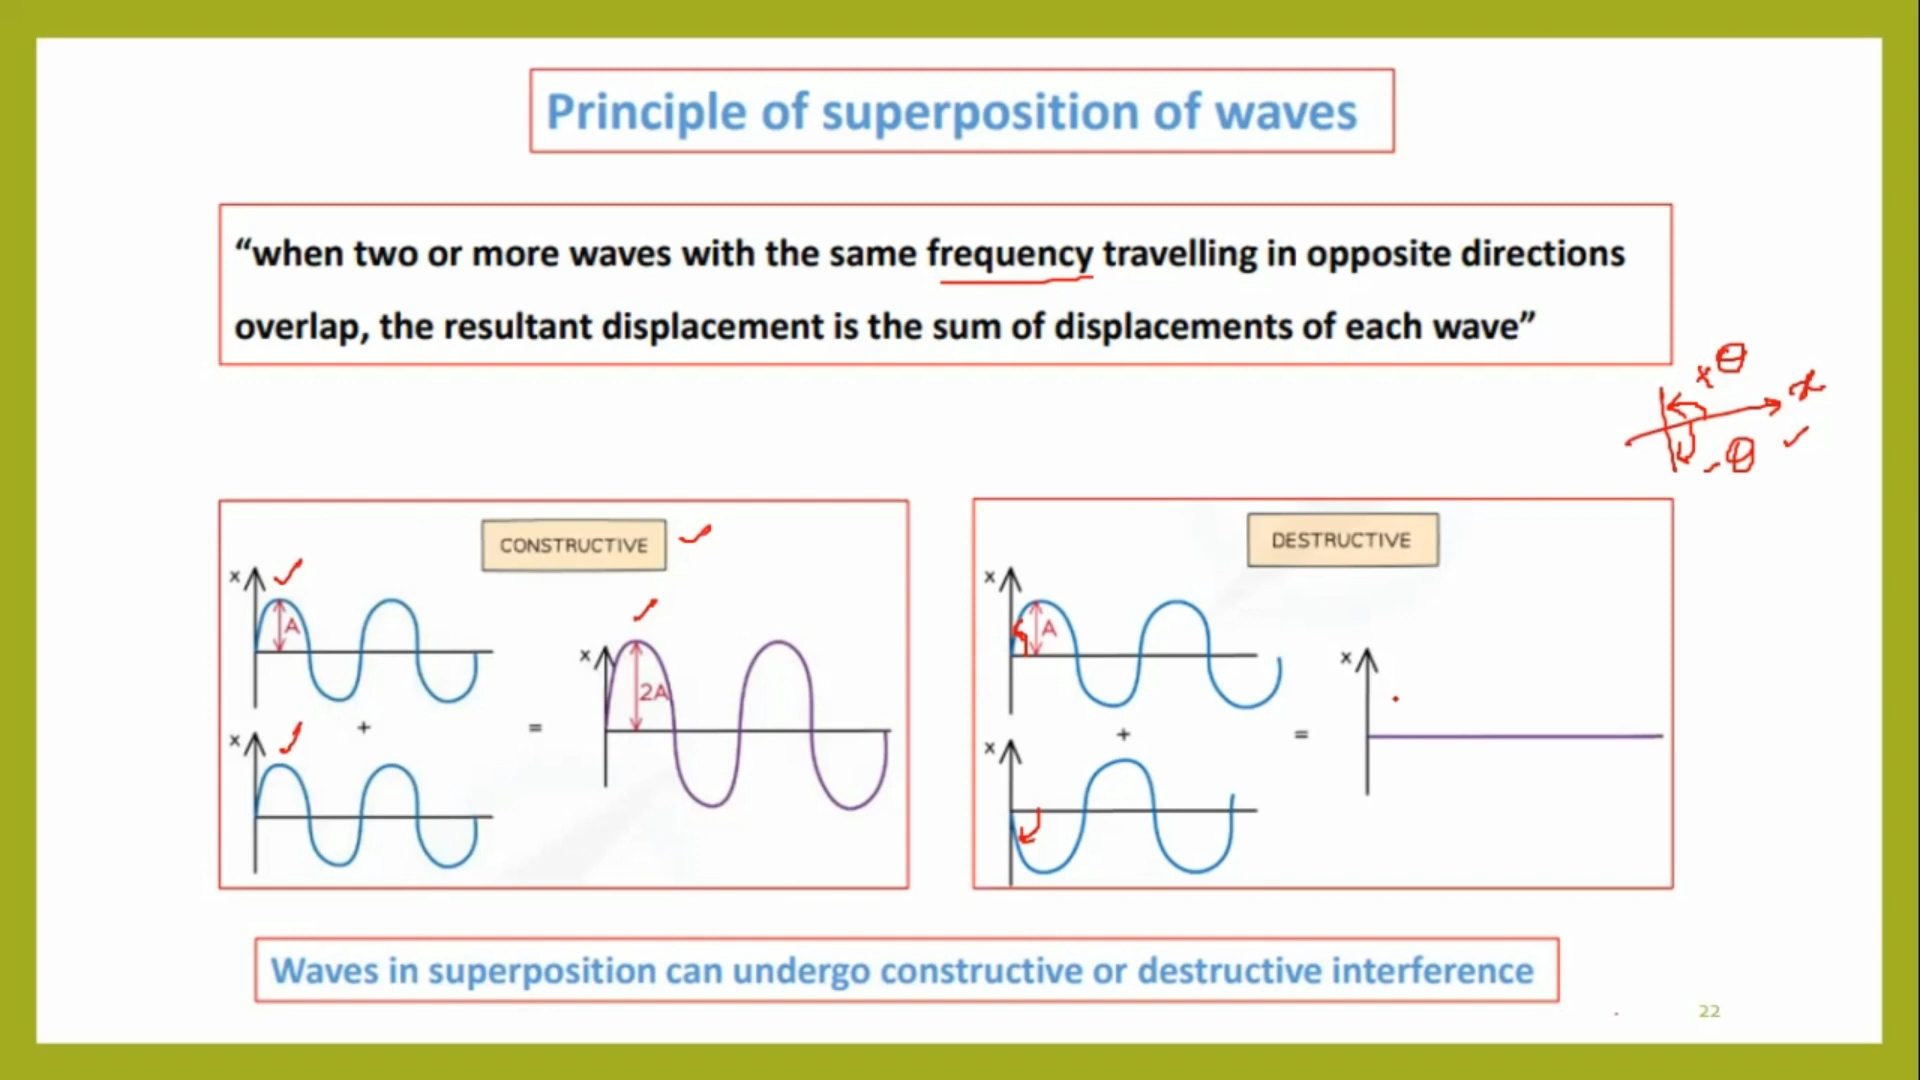 Principle of superposition of waves
“when two or more waves with the same frequency travelling in opposite directions
overlap, the resultant displacement is the sum of displacements of each wave”
x θ
x
-θ
CONSTRUCTIVE
x
A
+
x
=
x
2A
DESTRUCTIVE
x
A
+
x
=
x
Waves in superposition can undergo constructive or destructive interference
22